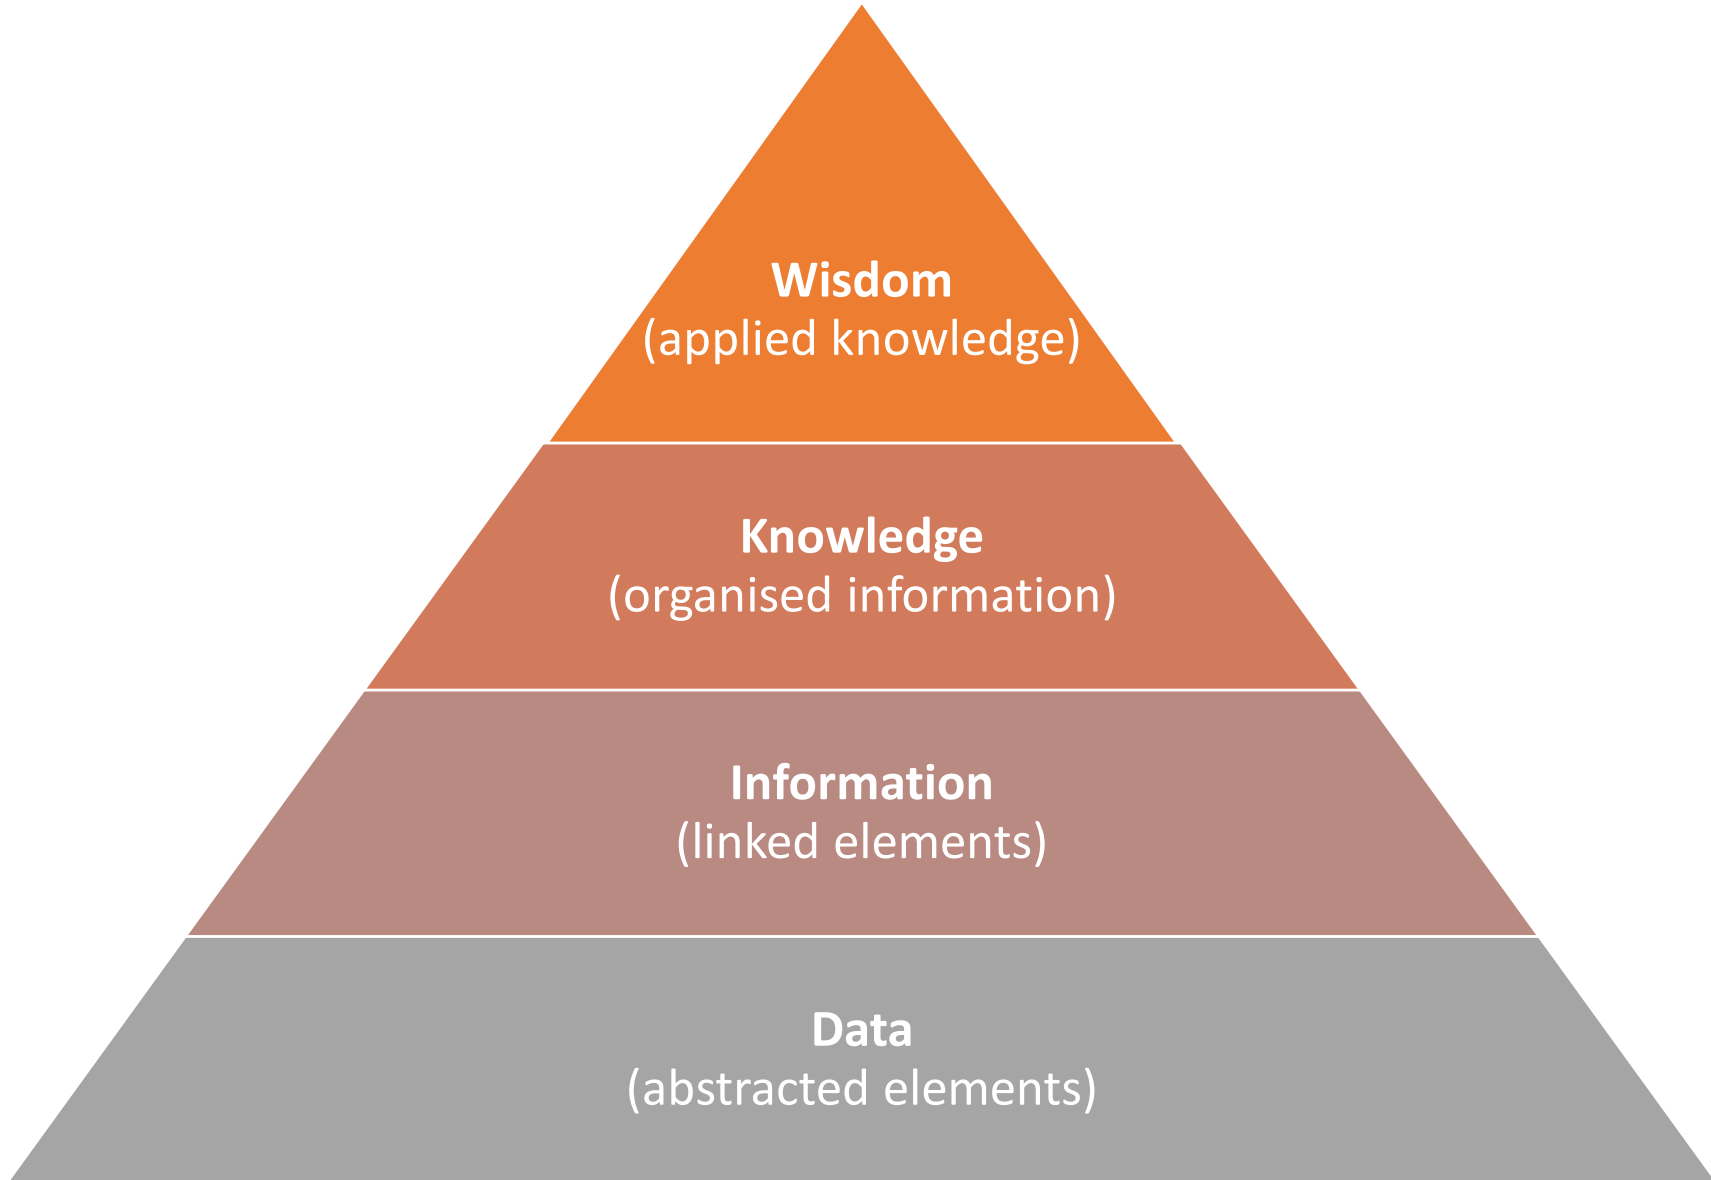 Wisdom
(applied knowledge)
Knowledge
(organised information)
Information
(linked elements)
Data
(abstracted elements)